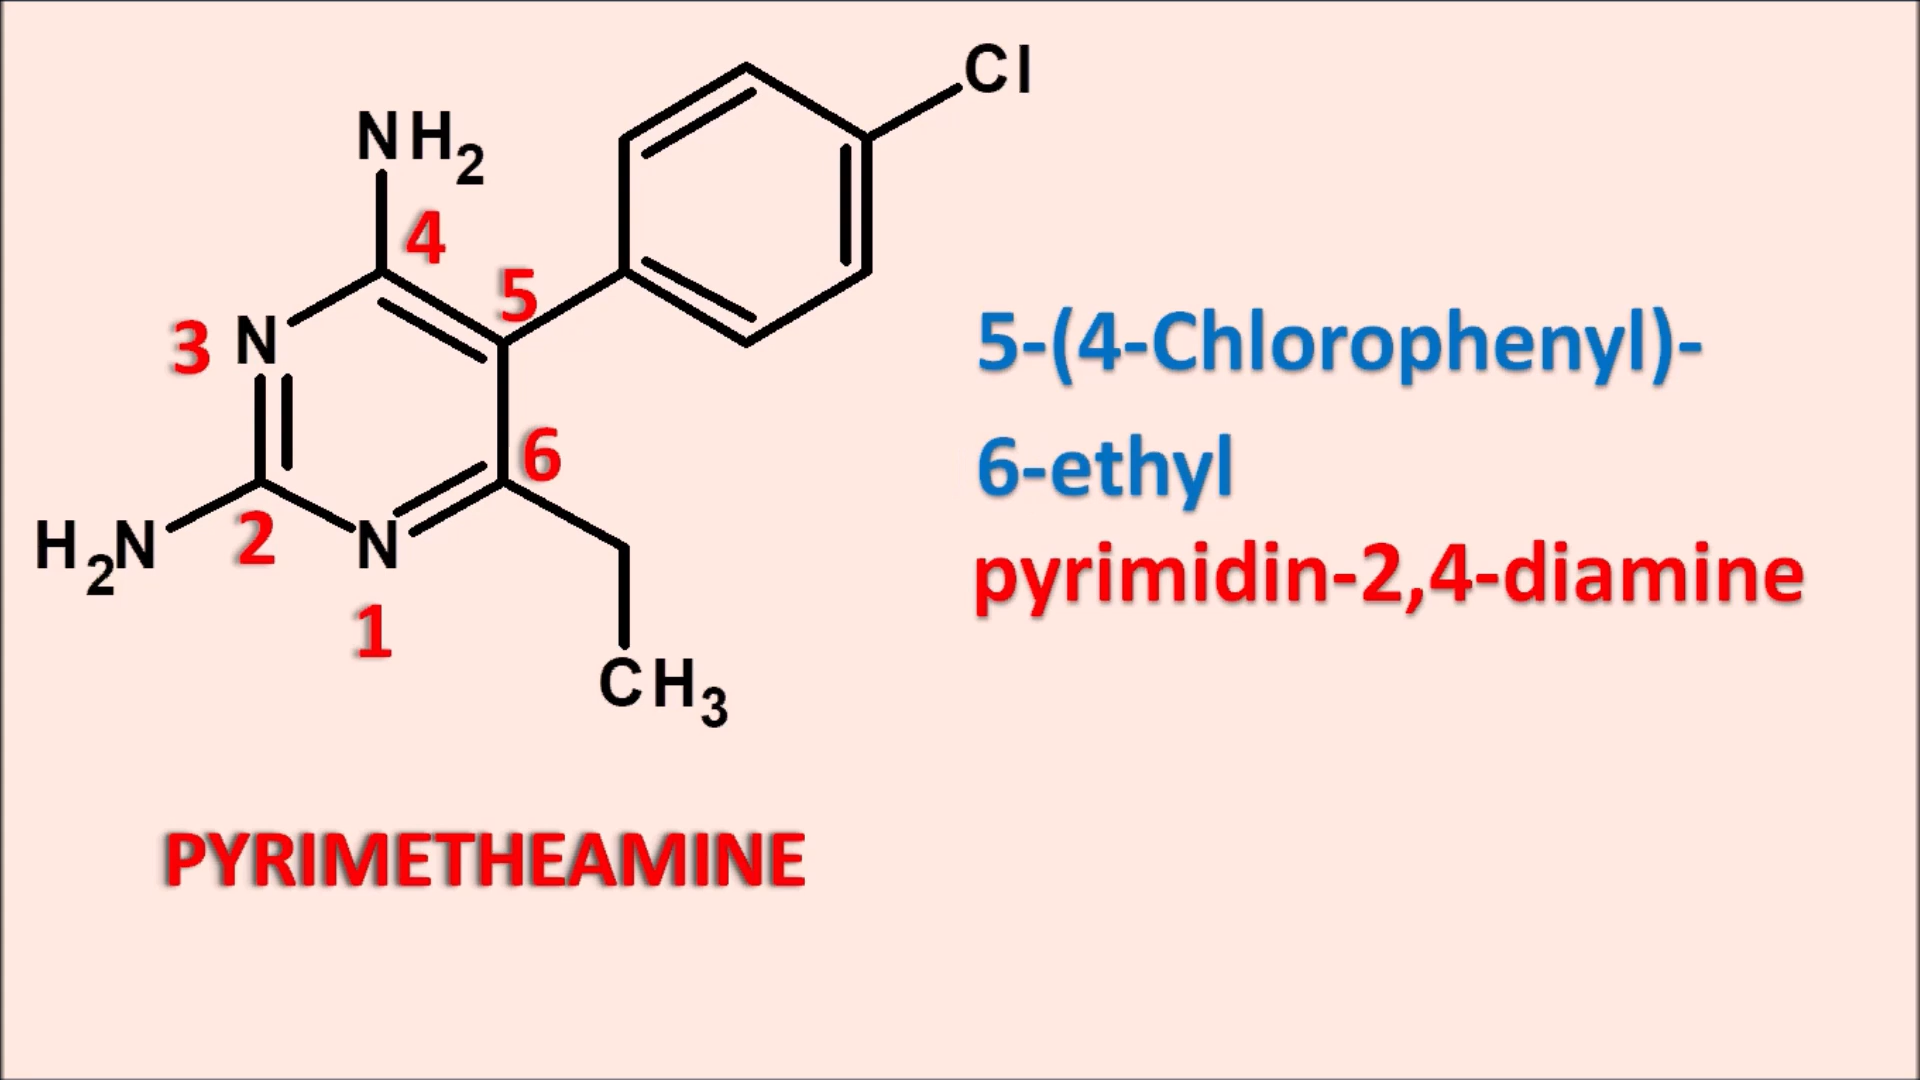 Cl
NH2
4
5
3 N
6
H2N 2 N
1
CH3
5-(4-Chlorophenyl)-
6-ethyl
pyrimidin-2,4-diamine
PYRIMETHEAMINE